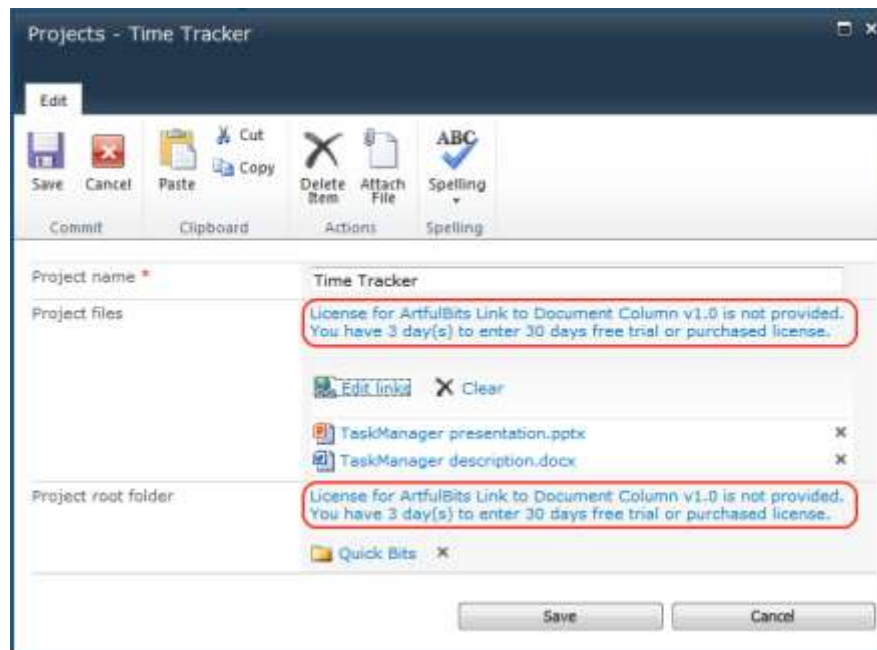 Projects - Time Tracker
Edit
Save
Cancel
Paste
Cut
Copy
Delete Item
Attach File
ABC
Spelling
Commit
Clipboard
Actions
Spelling
Project name *
Time Tracker
Project files
License for ArtfulBits Link to Document Column v1.0 is not provided.
You have 3 day(s) to enter 30 days free trial or purchased license.
Edit links
Clear
TaskManager presentation.pptx
TaskManager description.docx
Project root folder
License for ArtfulBits Link to Document Column v1.0 is not provided.
You have 3 day(s) to enter 30 days free trial or purchased license.
Quick Bits
Save
Cancel